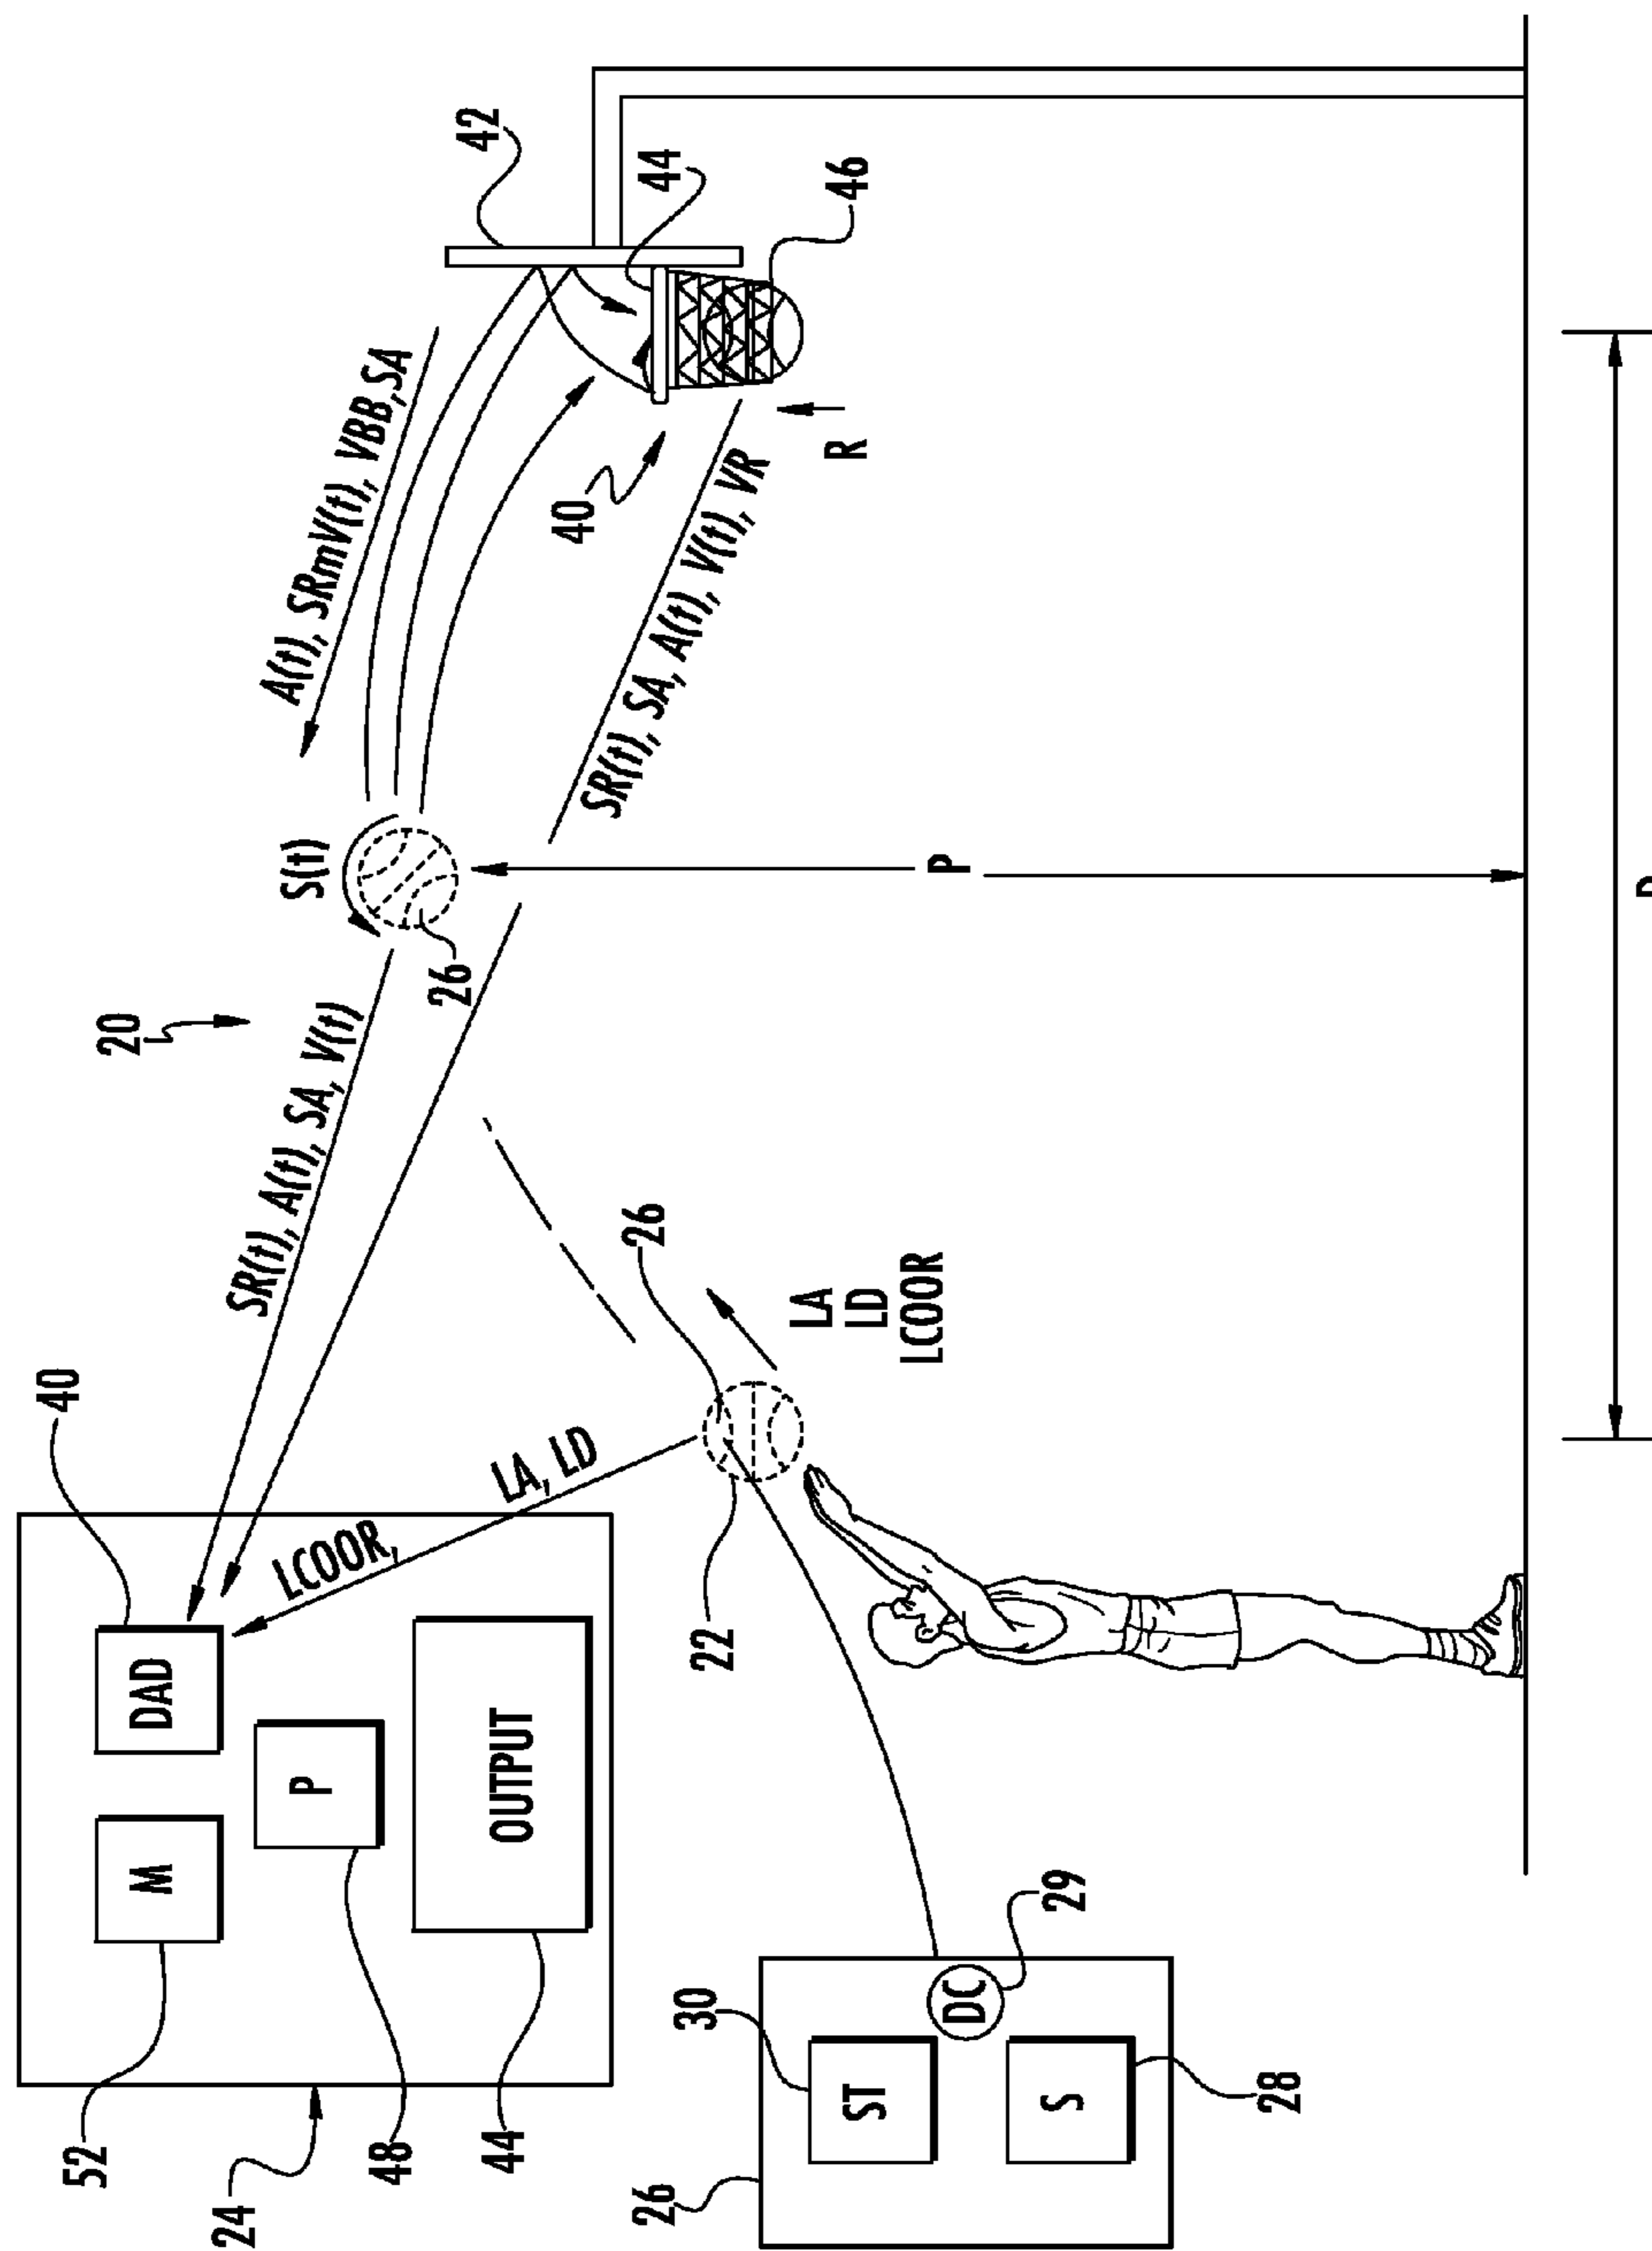 52
M
DAD
40
24
48
P
44
OUTPUT
LCOOR,
LA, LD
SR(t), A(t), SA, V(t)
20
S(t)
26
A(t), SRmV(t), VBB, SA
SR(t), SA, A(t), V(t), VR
42
44
40
46
R
26
30
ST
DC
29
S
28
22
26
LA
LD
LCOOR
P